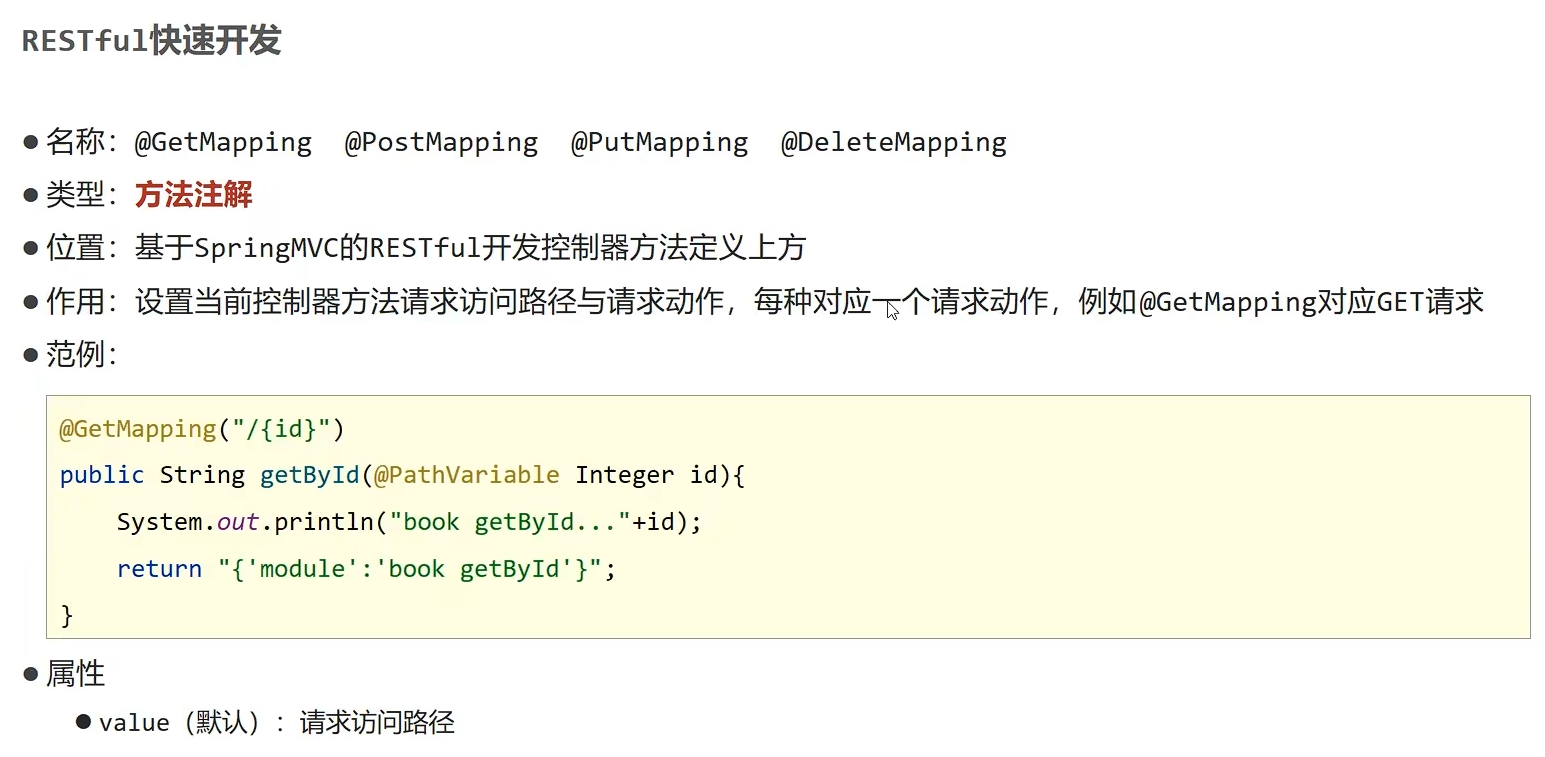 RESTful快速开发
● 名称：@GetMapping @PostMapping @PutMapping @DeleteMapping
● 类型：方法注解
● 位置：基于SpringMVC的RESTful开发控制器方法定义上方
● 作用：设置当前控制器方法请求访问路径与请求动作，每种对应一个请求动作，例如@GetMapping对应GET请求
● 范例：
@GetMapping("/{id}")
public String getById(@PathVariable Integer id){
    System.out.println("book getById..."+id);
    return "{'module':'book getById'}";
}
● 属性
● value（默认）：请求访问路径